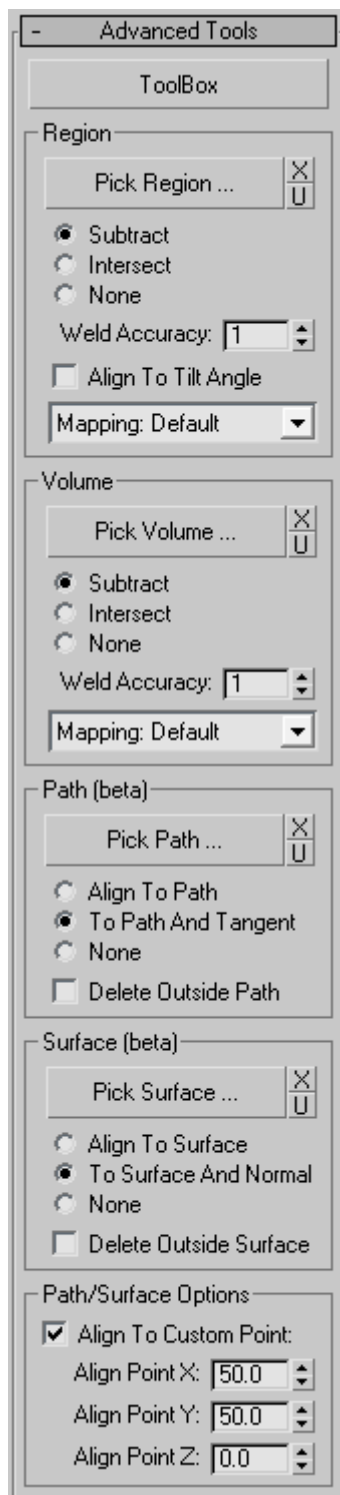 - Advanced Tools
ToolBox
Region
Pick Region ... X
U
Subtract
Intersect
None
Weld Accuracy: 1
Align To Tilt Angle
Mapping: Default
Volume
Pick Volume ... X
U
Subtract
Intersect
None
Weld Accuracy: 1
Mapping: Default
Path (beta)
Pick Path ... X
U
Align To Path
To Path And Tangent
None
Delete Outside Path
Surface (beta)
Pick Surface ... X
U
Align To Surface
To Surface And Normal
None
Delete Outside Surface
Path/Surface Options
Align To Custom Point:
Align Point X: 50.0
Align Point Y: 50.0
Align Point Z: 0.0